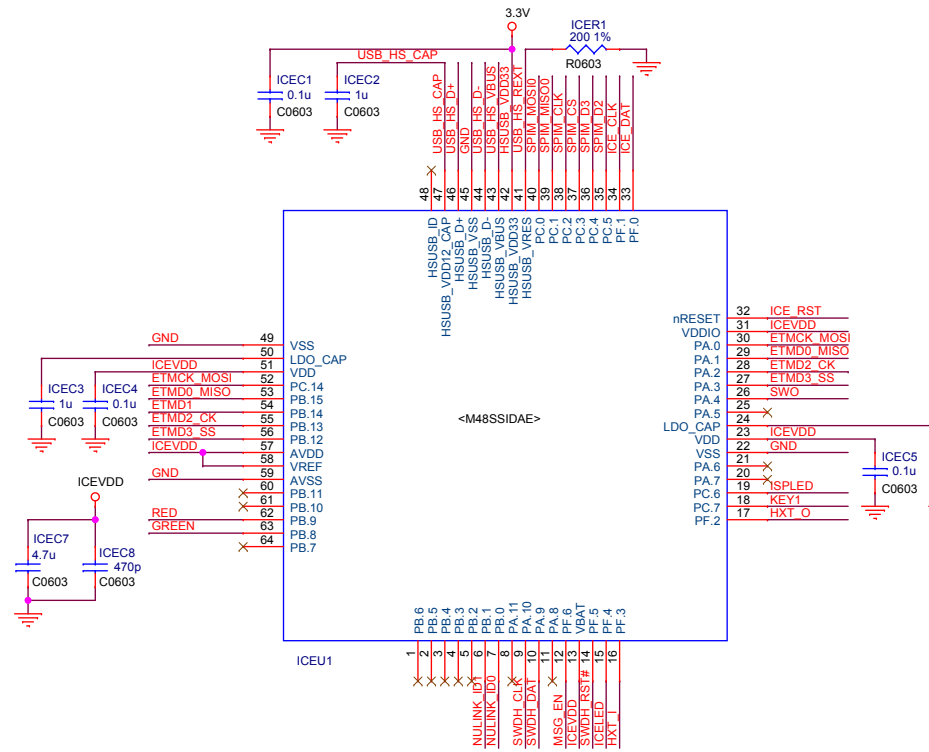 3.3V
ICER1
200 1%
R0603
USB_HS_CAP
ICEC1
0.1u
C0603
ICEC2
1u
C0603
USB_HS_CAP
USB_HS_D+
GND
USB_HS_D-
USB_HS_VBUS
HSUSB_VDD33
USB_HS_REXT
SPIM_MOSI0
SPIM_MISO0
SPIM_CLK
SPIM_CS
SPIM_D3
SPIM_D2
ICE_CLK
ICE_DAT
48 47 46 45 44 43 42 41 40 39 38 37 36 35 34 33
HSUSB_ID
HSUSB_VDD12_CAP
HSUSB_D+
HSUSB_VSS
HSUSB_D-
HSUSB_VBUS
HSUSB_VDD33
HSUSB_VRES
PC.0
PC.1
PC.2
PC.3
PC.4
PC.5
PF.1
PF.0
GND 49 VSS
50 LDO_CAP
ICEVDD 51 VDD
ETMCK_MOSI 52 PC.14
ETMD0_MISO 53 PB.15
ETMD1 54 PB.14
ETMD2_CK 55 PB.13
ETMD3_SS 56 PB.12
ICEVDD 57 AVDD
58 VREF
GND 59 AVSS
60 PB.11
61 PB.10
RED 62 PB.9
GREEN 63 PB.8
64 PB.7
ICEC3
1u
C0603
ICEC4
0.1u
C0603
ICEVDD
ICEC7
4.7u
C0603
ICEC8
470p
C0603
<M48SSIDAE>
nRESET 32 ICE_RST
VDDIO 31 ICEVDD
PA.0 30 ETMCK_MOSI
PA.1 29 ETMD0_MISO
PA.2 28 ETMD2_CK
PA.3 27 ETMD3_SS
PA.4 26 SWO
PA.5 25
LDO_CAP 24
VDD 23 ICEVDD
VSS 22 GND
PA.6 21
PA.7 20
PC.6 19 ISPLED
PC.7 18 KEY1
PF.2 17 HXT_O
ICEC5
0.1u
C0603
PB.6
PB.5
PB.4
PB.3
PB.2
PB.1
PB.0
PA.11
PA.10
PA.9
PA.8
PF.6
VBAT
PF.5
PF.4
PF.3
ICEU1
1 2 3 4 5 6 7 8 9 10 11 12 13 14 15 16
NULINK_ID1
NULINK_ID0
SWDH_CLK
SWDH_DAT
MSG_EN
ICEVDD
SWDH_RST#
ICELED
HXT_I